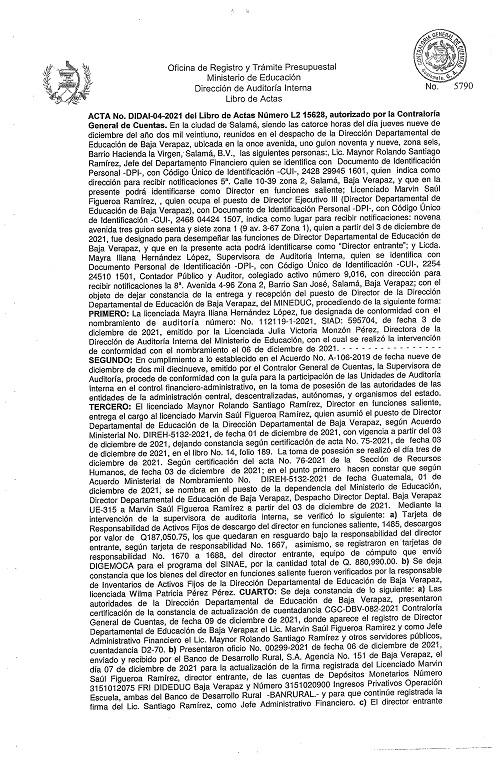 Oficina de Registro y Trámite Presupuestal
Ministerio de Educación
Dirección de Auditoría Interna
Libro de Actas
CONTRALORÍA GENERAL DE CUENTAS
No. 5790
ACTA No. DIDAI-04-2021 del Libro de Actas Número L2 15628, autorizado por la Contraloría
General de Cuentas. En la ciudad de Salamá, siendo las catorce horas del día jueves nueve de
diciembre del año dos mil veintiuno, reunidos en el despacho de la Dirección Departamental de
Educación de Baja Verapaz, ubicada en la once avenida, uno guion noventa y nueve, zona seis,
Barrio Hacienda la Virgen, Salamá, B.V., las siguientes personas:, Lic. Maynor Rolando Santiago
Ramírez, Jefe del Departamento Financiero quien se identifica con Documento de Identificación
Personal -DPI-, con Código Único de Identificación -CUI-, 2428 29945 1601, quien indica como
dirección para recibir notificaciones 5ª. Calle 10-39 zona 2, Salamá, Baja Verapaz, y que en la
presente podrá identificarse como Director en funciones saliente; Licenciado Marvin Saúl
Figueroa Ramírez, , quien ocupa el puesto de Director Ejecutivo III (Director Departamental de
Educación de Baja Verapaz), con Documento de Identificación Personal -DPI-, con Código Único
de Identificación -CUI-, 2468 04424 1507, indica como lugar para recibir notificaciones: novena
avenida tres guion sesenta y siete zona 1 (9 av. 3-67 Zona 1), quien a partir del 3 de diciembre de
2021, fue designado para desempeñar las funciones de Director Departamental de Educación de
Baja Verapaz, y que en la presente acta podrá identificarse como "Director entrante"; y Licda.
Mayra Iliana Hernández López, Supervisora de Auditoría Interna, quien se identifica con
Documento Personal de Identificación -DPI-, con Código Único de Identificación -CUI-, 2254
24510 1501, Contador Público y Auditor, colegiado activo número 9,016, con dirección para
recibir notificaciones la 8ª. Avenida 4-96 Zona 2, Barrio San José, Salamá, Baja Verapaz; con el
objeto de dejar constancia de la entrega y recepción del puesto de Director de la Dirección
Departamental de Educación de Baja Verapaz, del MINEDUC, procediendo de la siguiente forma:
PRIMERO: La licenciada Mayra Iliana Hernández López, fue designada de conformidad con el
nombramiento de auditoría número: No. 112119-1-2021, SIAD: 595704, de fecha 3 de
diciembre de 2021, emitido por la Licenciada Julia Victoria Monzón Pérez, Directora de la
Dirección de Auditoría Interna del Ministerio de Educación, con el cual se realizó la intervención
de conformidad con el nombramiento el 06 de diciembre de 2021. - - - - - - - - - - - - - - - -
SEGUNDO: En cumplimiento a lo establecido en el Acuerdo No. A-106-2019 de fecha nueve de
diciembre de dos mil diecinueve, emitido por el Contralor General de Cuentas, la Supervisora de
Auditoría, procede de conformidad con la guía para la participación de las Unidades de Auditoría
Interna en el control financiero-administrativo, en la toma de posesión de las autoridades de las
entidades de la administración central, descentralizadas, autónomas, y organismos del estado.
TERCERO: El licenciado Maynor Rolando Santiago Ramírez, Director en funciones saliente,
entrega el cargo al licenciado Marvin Saúl Figueroa Ramírez, quien asumió el puesto de Director
Departamental de Educación de la Dirección Departamental de Baja Verapaz, según Acuerdo
Ministerial No. DIREH-5132-2021, de fecha 01 de diciembre de 2021, con vigencia a partir del 03
de diciembre de 2021, dejando constancia según certificación de acta No. 75-2021, de fecha 03
de diciembre de 2021, en el libro No. 14, folio 189. La toma de posesión se realizó el día tres de
diciembre de 2021. Según certificación de acta No. 76-2021 de la Sección de Recursos
Humanos, de fecha 03 de diciembre de 2021; en el punto primero hacen constar que según
Acuerdo Ministerial de Nombramiento No. DIREH-5132-2021 de fecha Guatemala, 01 de
diciembre de 2021, se nombra en el puesto de la dependencia del Ministerio de Educación,
Director Departamental de Educación de Baja Verapaz, Despacho Director Deptal. Baja Verapaz
UE-315 a Marvin Saúl Figueroa Ramírez a partir del 03 de diciembre de 2021. Mediante la
intervención de la supervisora de auditoría interna, se verificó lo siguiente: a) Tarjeta de
Responsabilidad de Activos Fijos de descargo del director en funciones saliente, 1485, descargos
por valor de Q187,050.75, los que quedaran en resguardo bajo la responsabilidad del director
entrante, según tarjeta de responsabilidad No. 1667, asimismo, se registraron en tarjetas de
responsabilidad No. 1670 a 1688, del director entrante, equipo de cómputo que envió
DIGEMOCA para el programa del SINAE, por la cantidad total de Q. 880,990.00. b) Se deja
constancia que los bienes del director en funciones saliente fueron verificados por la responsable
de Inventarios de Activos Fijos de la Dirección Departamental de Educación de Baja Verapaz,
licenciada Wilma Patricia Pérez Pérez. CUARTO: Se deja constancia de lo siguiente: a) Las
autoridades de la Dirección Departamental de Educación de Baja Verapaz, presentaron
certificación de la constancia de actualización de cuentadancia CGC-DBV-082-2021 Contraloría
General de Cuentas, de fecha 09 de diciembre de 2021, donde aparece el registro de Director
Departamental de Educación de Baja Verapaz el Lic. Marvin Saúl Figueroa Ramírez y como Jefe
Administrativo Financiero el Lic. Maynor Rolando Santiago Ramírez y otros servidores públicos,
cuentadancia D2-70. b) Presentaron oficio No. 00299-2021 de fecha 06 de diciembre de 2021,
enviado y recibido por el Banco de Desarrollo Rural, S.A. Agencia No. 151 de Baja Verapaz, el
día 07 de diciembre de 2021 para la actualización de la firma registrada del Licenciado Marvin
Saúl Figueroa Ramírez, director entrante, de las cuentas de Depósitos Monetarios Número
3151012075 FRI DIDEDUC Baja Verapaz y Número 3151020900 Ingresos Privativos Operación
Escuela, ambas del Banco de Desarrollo Rural -BANRURAL.- y para que continúe registrada la
firma del Lic. Santiago Ramírez, como Jefe Administrativo Financiero. c) El director entrante